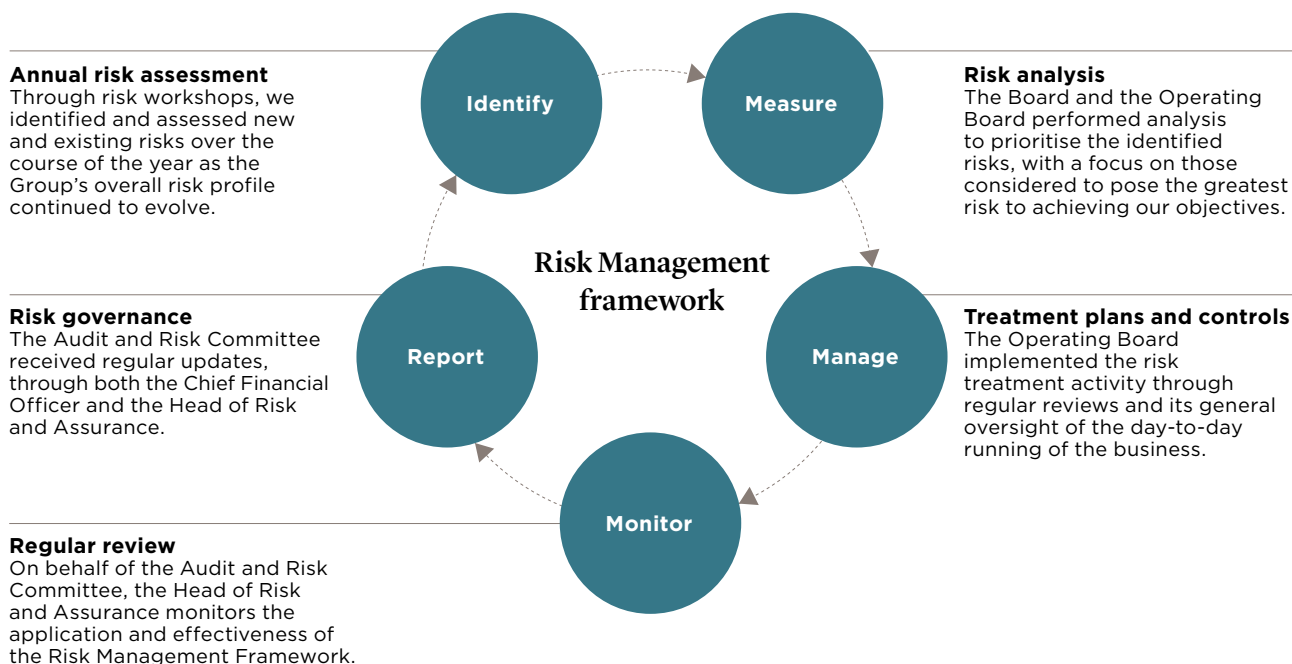 Annual risk assessment
Through risk workshops, we
identified and assessed new
and existing risks over the
course of the year as the
Group’s overall risk profile
continued to evolve.
Identify
Measure
Risk analysis
The Board and the Operating
Board performed analysis
to prioritise the identified
risks, with a focus on those
considered to pose the greatest
risk to achieving our objectives.
Risk Management
framework
Risk governance
The Audit and Risk Committee
received regular updates,
through both the Chief Financial
Officer and the Head of Risk
and Assurance.
Report
Manage
Treatment plans and controls
The Operating Board
implemented the risk
treatment activity through
regular reviews and its general
oversight of the day-to-day
running of the business.
Monitor
Regular review
On behalf of the Audit and Risk
Committee, the Head of Risk
and Assurance monitors the
application and effectiveness of
the Risk Management Framework.